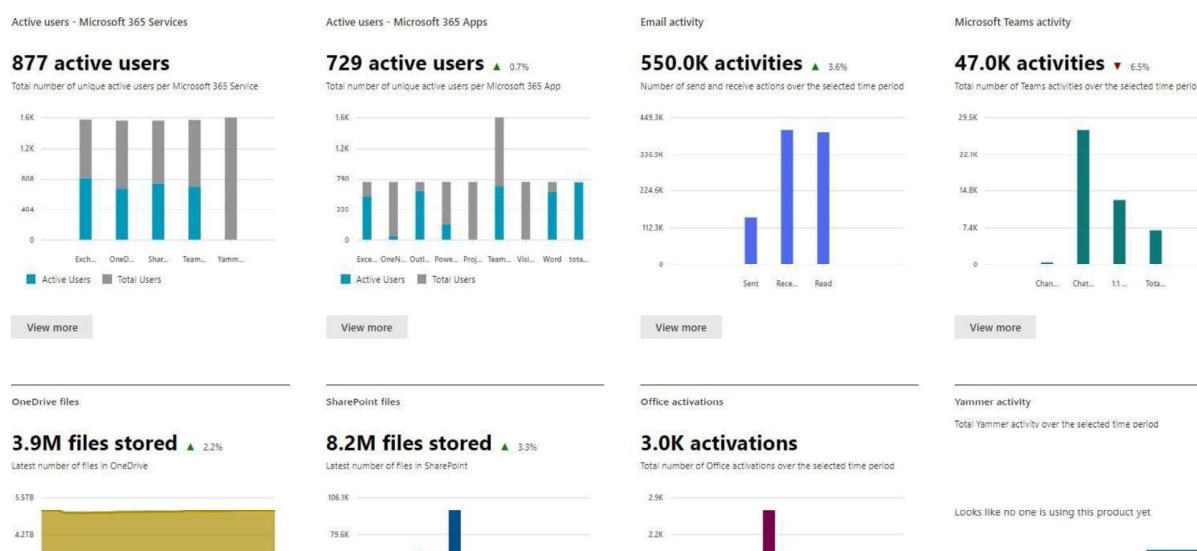 Active users - Microsoft 365 Services
877 active users
Total number of unique active users per Microsoft 365 Service
1.6K
1.2K
808
404
0
Exch... OneD... Shar... Team... Yamm...
Active Users Total Users
View more
Active users - Microsoft 365 Apps
729 active users ▲ 0.7%
Total number of unique active users per Microsoft 365 App
1.6K
1.2K
790
395
0
Exce... OneN... Outl... Powe... Proj... Team... Visi... Word tota...
Active Users Total Users
View more
Email activity
550.0K activities ▲ 3.6%
Number of send and receive actions over the selected time period
449.3K
336.9K
224.6K
112.3K
0
Sent Rece... Read
View more
Microsoft Teams activity
47.0K activities ▼ 6.5%
Total number of Teams activities over the selected time perio
29.5K
22.1K
14.8K
7.4K
0
Chan... Chat... 1:1 ... Tota...
View more
OneDrive files
3.9M files stored ▲ 2.2%
Latest number of files in OneDrive
5.5TB
4.2TB
SharePoint files
8.2M files stored ▲ 3.3%
Latest number of files in SharePoint
106.1K
79.6K
Office activations
3.0K activations
Total number of Office activations over the selected time period
2.9K
2.2K
Yammer activity
Total Yammer activity over the selected time period
Looks like no one is using this product yet